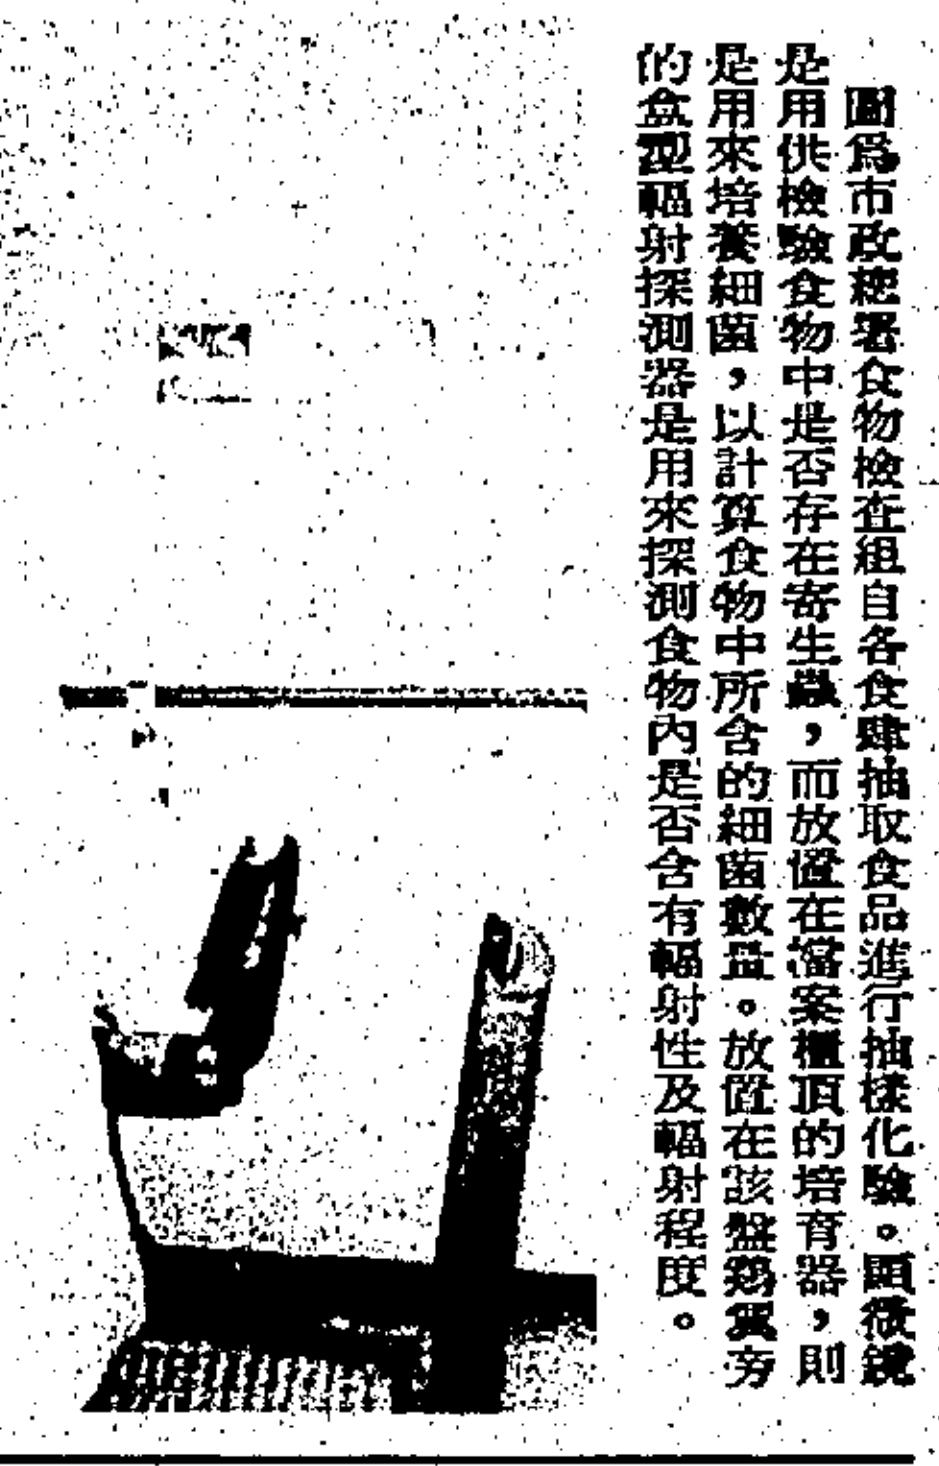 圖為市政總署食物檢查組自各食肆抽取食品進行抽樣化驗。顯微鏡
是用供檢驗食物中是否存在寄生蟲,而放置在當案櫃頂的培育器,則
是用來培養細菌,以計算食物中所含的細菌數量。放置在該盤鷄翼旁
的盒型輻射探測器是用來探測食物內是否含有輻射性及輻射程度。